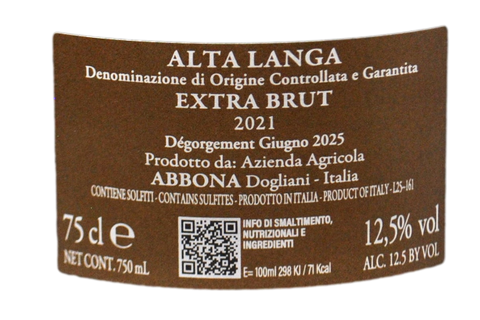 ALTA LANGA
Denominazione di Origine Controllata e Garantita
EXTRA BRUT
2021
Dégorgement Giugno 2025
Prodotto da: Azienda Agricola
ABBONA Dogliani - Italia
CONTIENE SOLFITI - CONTAINS SULFITES - PRODOTTO IN ITALIA - PRODUCT OF ITALY - L25-161
75 cl e
NET CONT. 750 mL
INFO DI SMALTIMENTO,
NUTRIZIONALI E
INGREDIENTI
E= 100ml 298 KJ / 71 Kcal
12,5% vol
ALC. 12.5 BY VOL